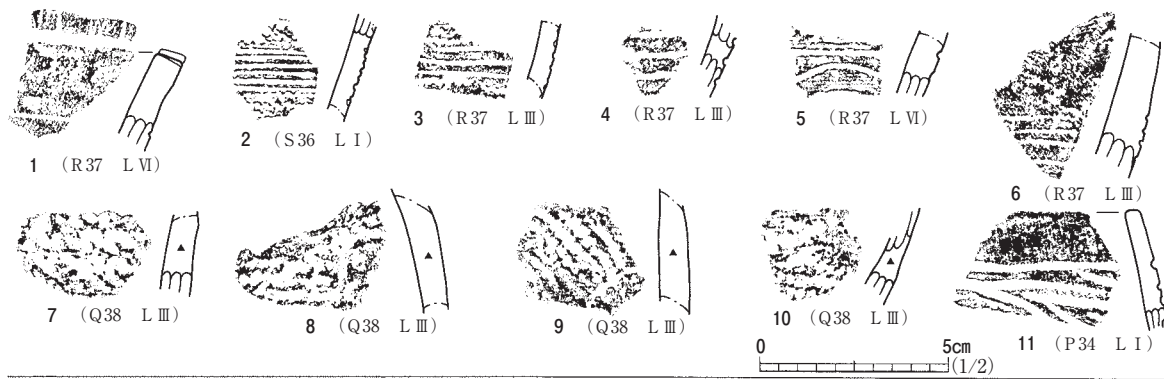 1 (R37 LⅥ)
2 (S36 LⅠ)
3 (R37 LⅢ)
4 (R37 LⅢ)
5 (R37 LⅥ)
6 (R37 LⅢ)
7 (Q38 LⅢ)
8 (Q38 LⅢ)
9 (Q38 LⅢ)
10 (Q38 LⅢ)
11 (P34 LⅠ)
0 5cm
(1/2)